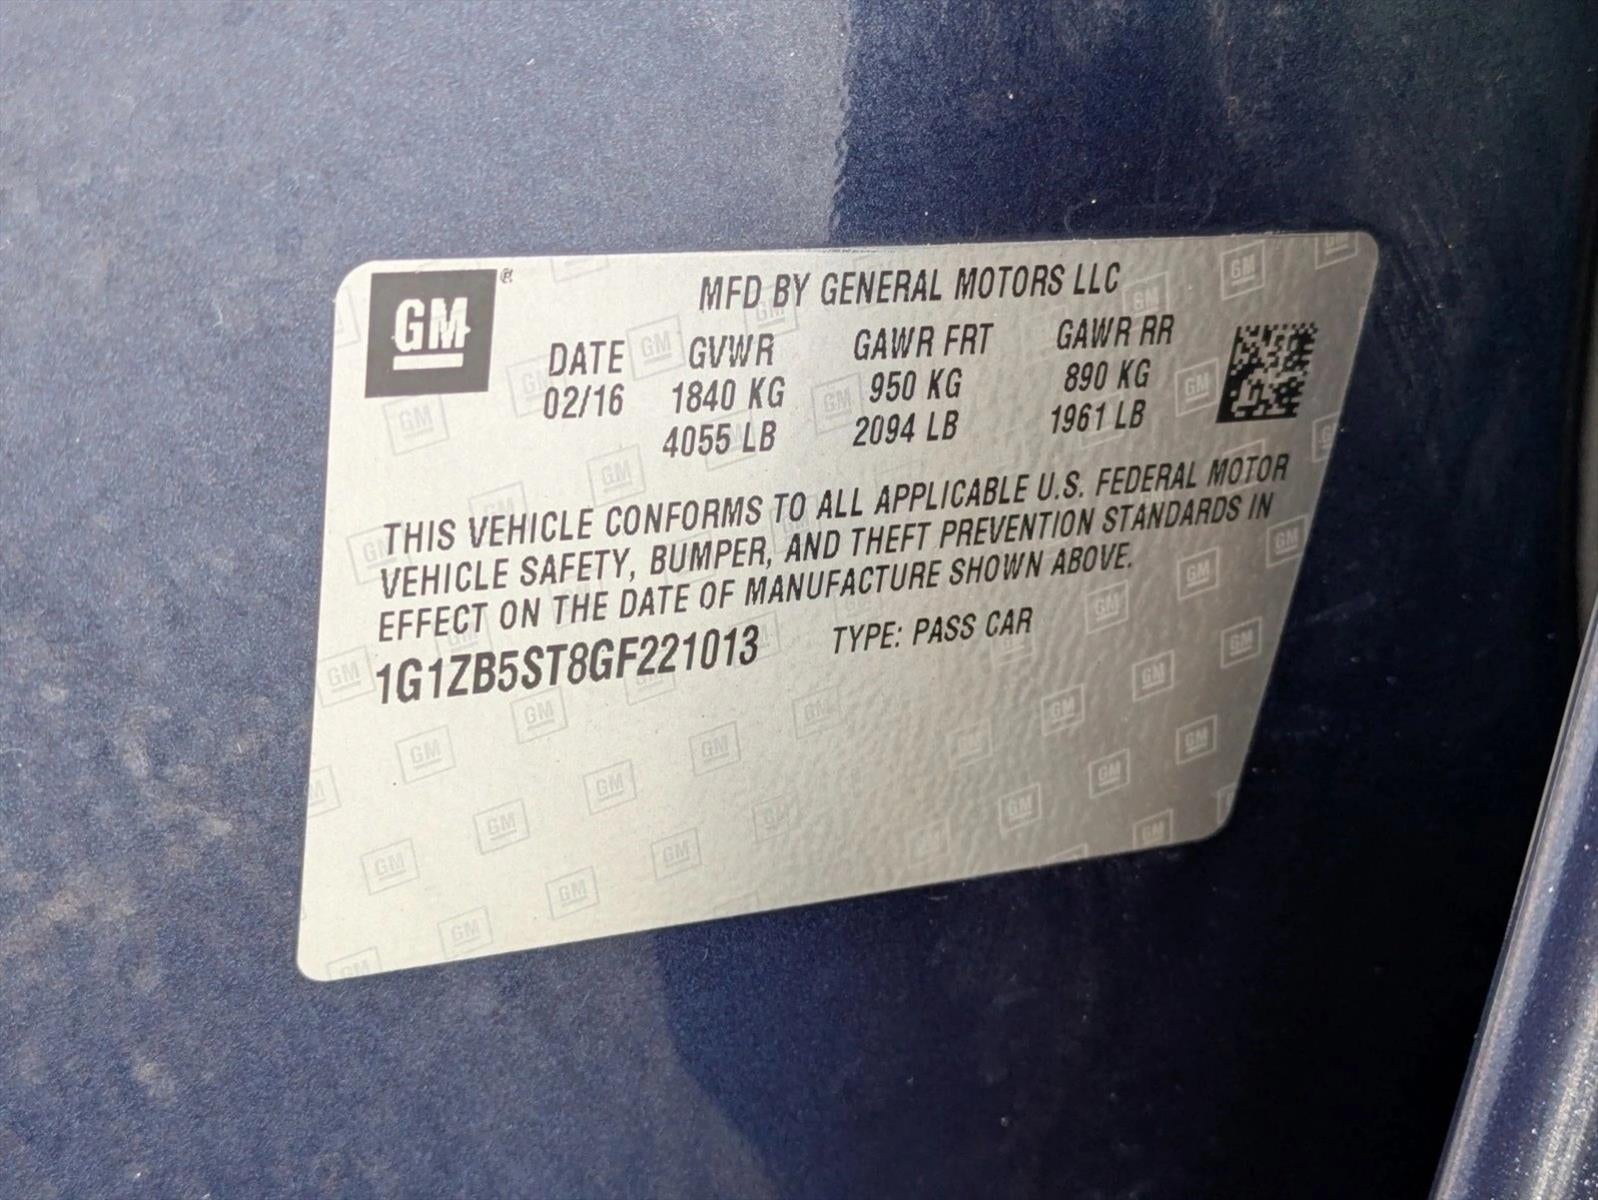 GM
MFD BY GENERAL MOTORS LLC
DATE GVWR GAWR FRT GAWR RR
02/16 1840 KG 950 KG 890 KG
4055 LB 2094 LB 1961 LB
THIS VEHICLE CONFORMS TO ALL APPLICABLE U.S. FEDERAL MOTOR
VEHICLE SAFETY, BUMPER, AND THEFT PREVENTION STANDARDS IN
EFFECT ON THE DATE OF MANUFACTURE SHOWN ABOVE.
1G1ZB5ST8GF221013 TYPE: PASS CAR